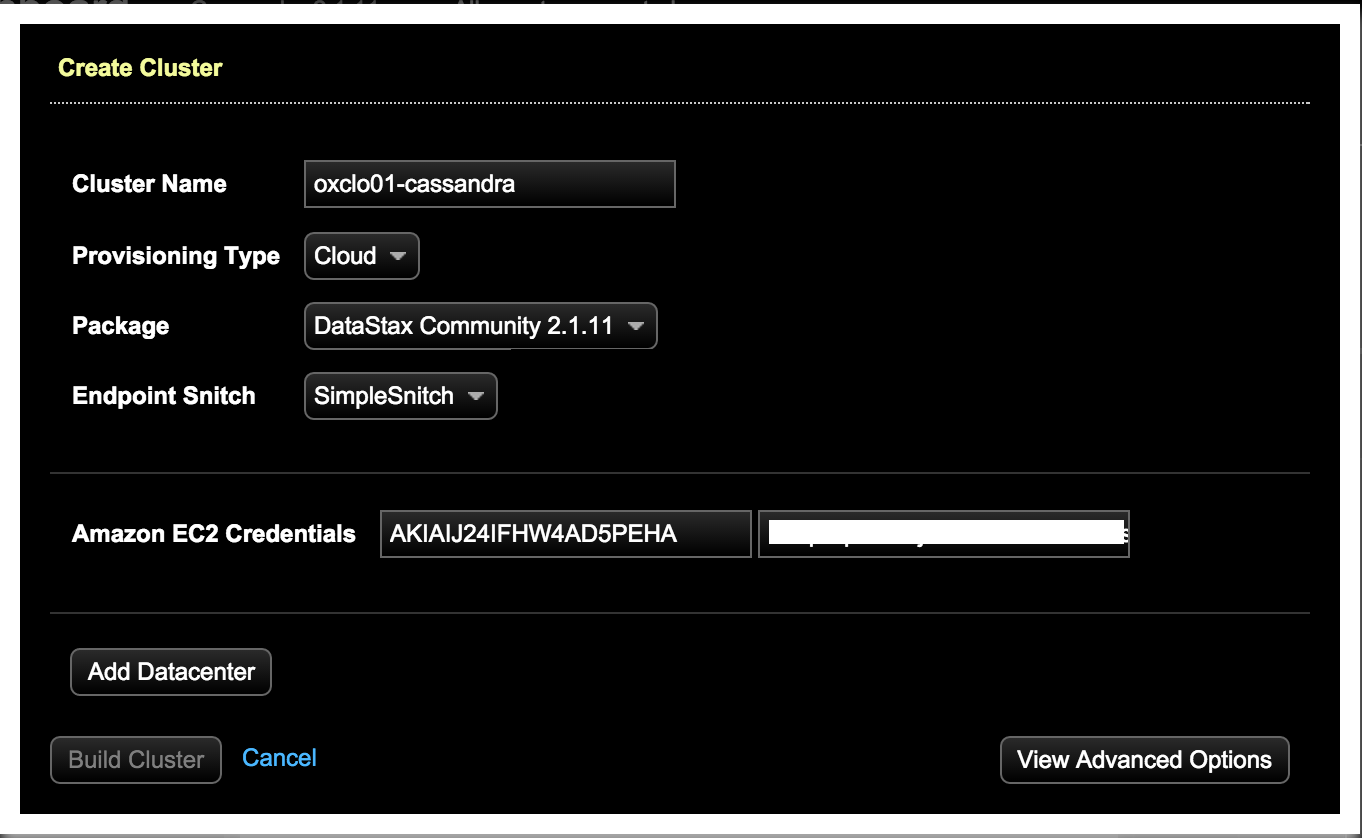 Create Cluster
Cluster Name oxclo01-cassandra
Provisioning Type Cloud
Package DataStax Community 2.1.11
Endpoint Snitch SimpleSnitch
Amazon EC2 Credentials AKIAIJ24IFHW4AD5PEHA
Add Datacenter
Build Cluster Cancel View Advanced Options